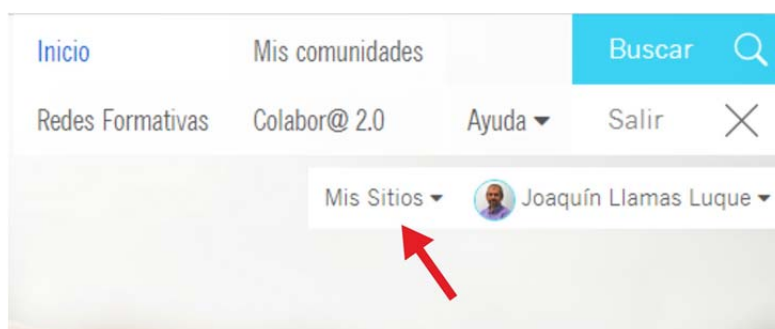 Inicio Mis comunidades Buscar
Redes Formativas Colabor@ 2.0 Ayuda Salir
Mis Sitios Joaquín Llamas Luque